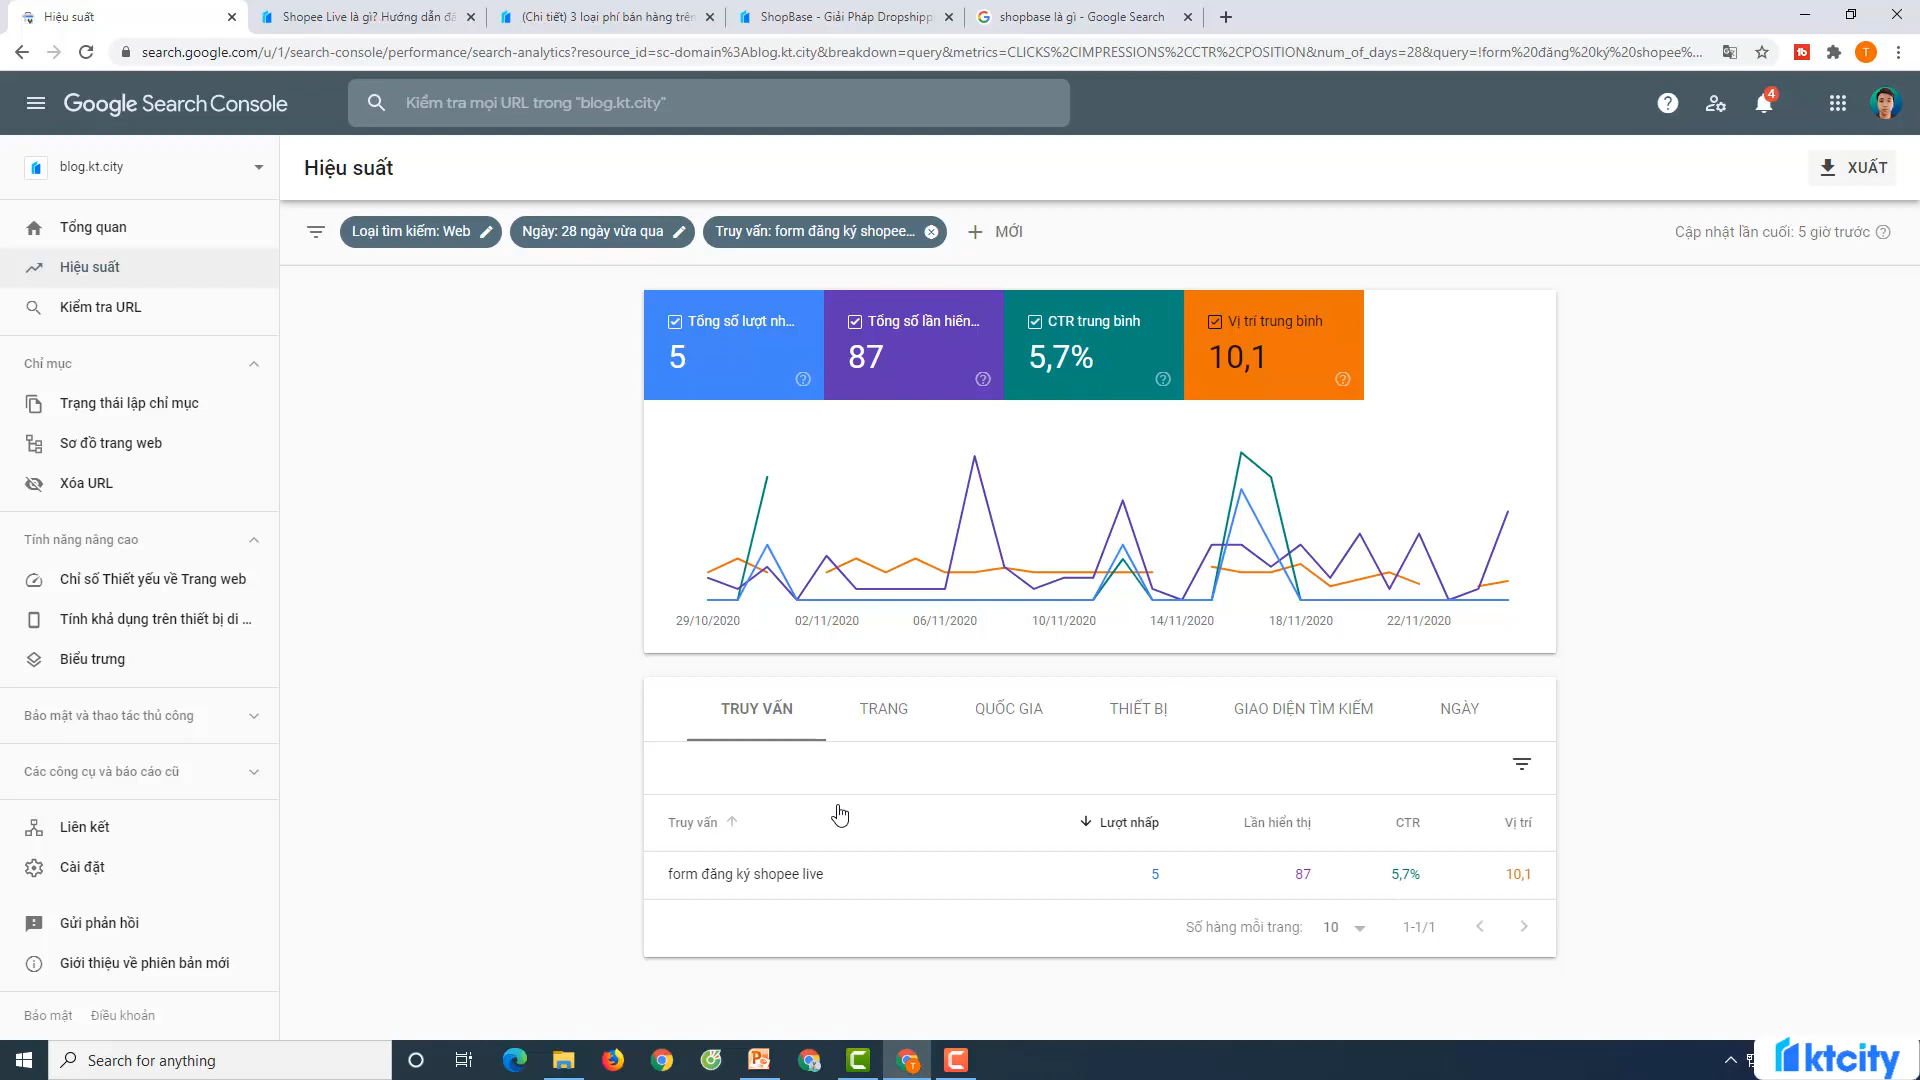 Hiệu suất
Shopee Live là gì? Hướng dẫn đă
(Chi tiết) 3 loại phí bán hàng trên
ShopBase - Giải Pháp Dropshipp
shopbase là gì - Google Search
search.google.com/u/1/search-console/performance/search-analytics?resource_id=sc-domain%3Ablog.kt.city&breakdown=query&metrics=CLICKS%2CIMPRESSIONS%2CCTR%2CPOSITION&num_of_days=28&query=!form%20đăng%20ký%20shopee%...
T
Google Search Console
Kiểm tra mọi URL trong "blog.kt.city"
4
blog.kt.city
Hiệu suất
XUẤT
Tổng quan
Hiệu suất
Kiểm tra URL
Chỉ mục
Trạng thái lập chỉ mục
Sơ đồ trang web
Xóa URL
Tính năng nâng cao
Chỉ số Thiết yếu về Trang web
Tính khả dụng trên thiết bị di ...
Biểu trưng
Bảo mật và thao tác thủ công
Các công cụ và báo cáo cũ
Liên kết
Cài đặt
Gửi phản hồi
Giới thiệu về phiên bản mới
Bảo mật Điều khoản
Loại tìm kiếm: Web
Ngày: 28 ngày vừa qua
Truy vấn: form đăng ký shopee...
MỚI
Cập nhật lần cuối: 5 giờ trước
Tổng số lượt nh...
5
Tổng số lần hiển...
87
CTR trung bình
5,7%
Vị trí trung bình
10,1
29/10/2020 02/11/2020 06/11/2020 10/11/2020 14/11/2020 18/11/2020 22/11/2020
TRUY VẤN TRANG QUỐC GIA THIẾT BỊ GIAO DIỆN TÌM KIẾM NGÀY
Truy vấn Lượt nhấp Lần hiển thị CTR Vị trí
form đăng ký shopee live 5 87 5,7% 10,1
Số hàng mỗi trang: 10 1-1/1
Search for anything
ktcity